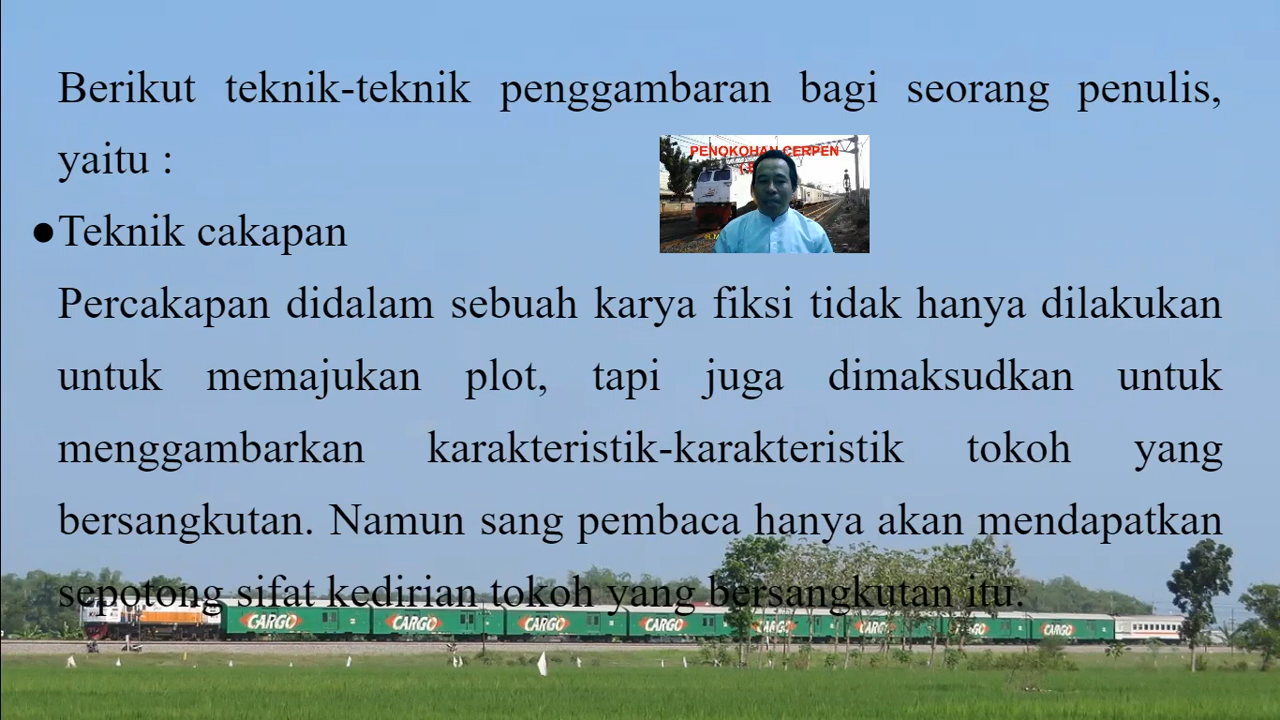 Berikut teknik-teknik penggambaran bagi seorang penulis,
yaitu :
PENOKOHAN CERPEN
●Teknik cakapan
Percakapan didalam sebuah karya fiksi tidak hanya dilakukan
untuk memajukan plot, tapi juga dimaksudkan untuk
menggambarkan karakteristik-karakteristik tokoh yang
bersangkutan. Namun sang pembaca hanya akan mendapatkan
sepotong sifat kedirian tokoh yang bersangkutan itu.
CARGO CARGO CARGO CARGO CARGO CARGO CARGO CARGO